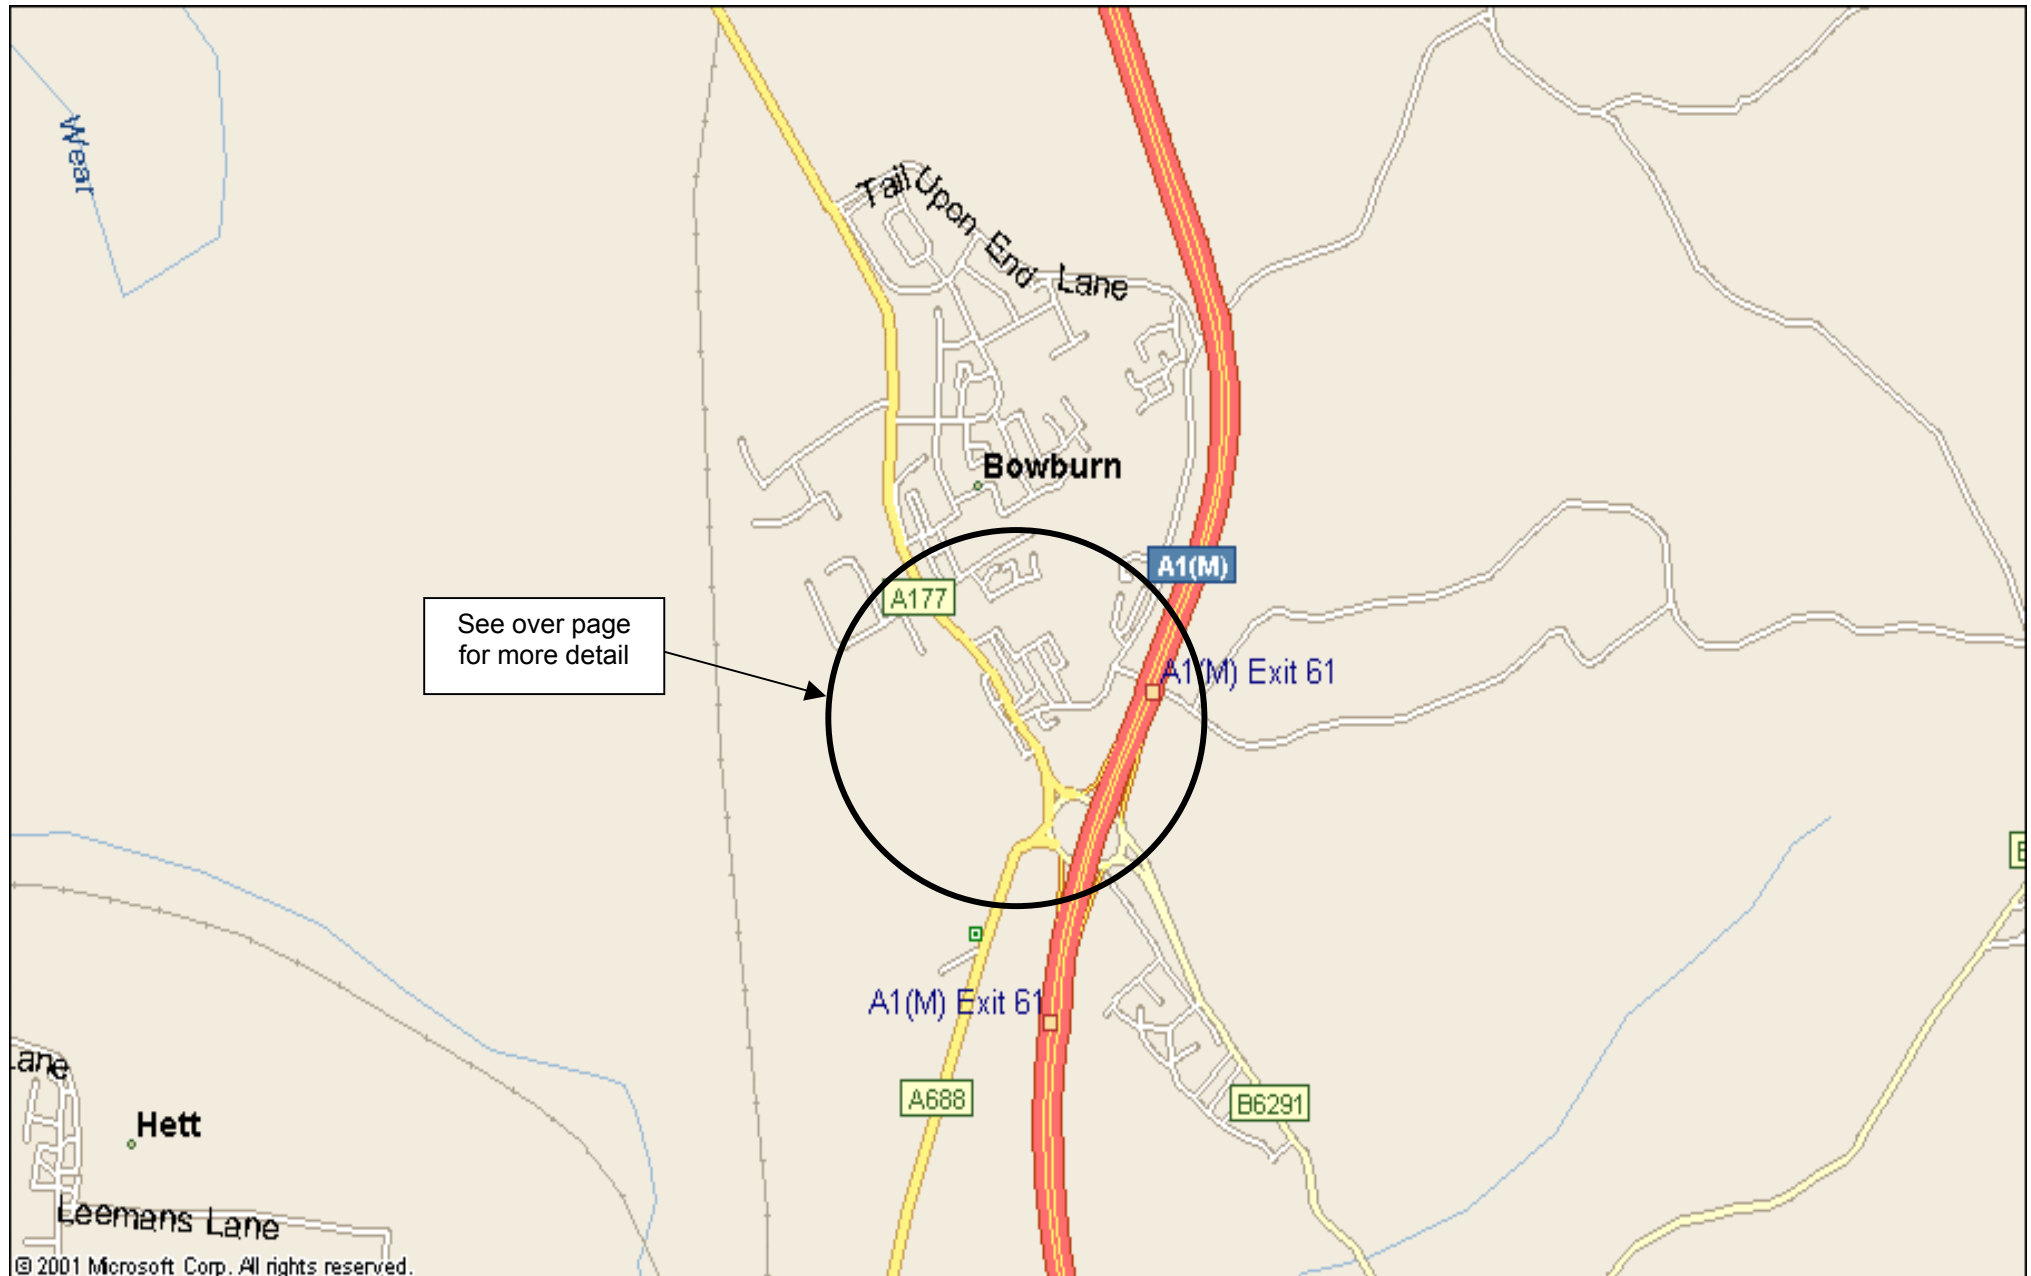 Wear
Tail Upon End Lane
Bowburn
A1(M)
A177
See over page
for more detail
A1(M) Exit 61
A1(M) Exit 61
A688
B6291
Lane
Hett
Leemans Lane
© 2001 Microsoft Corp. All rights reserved.